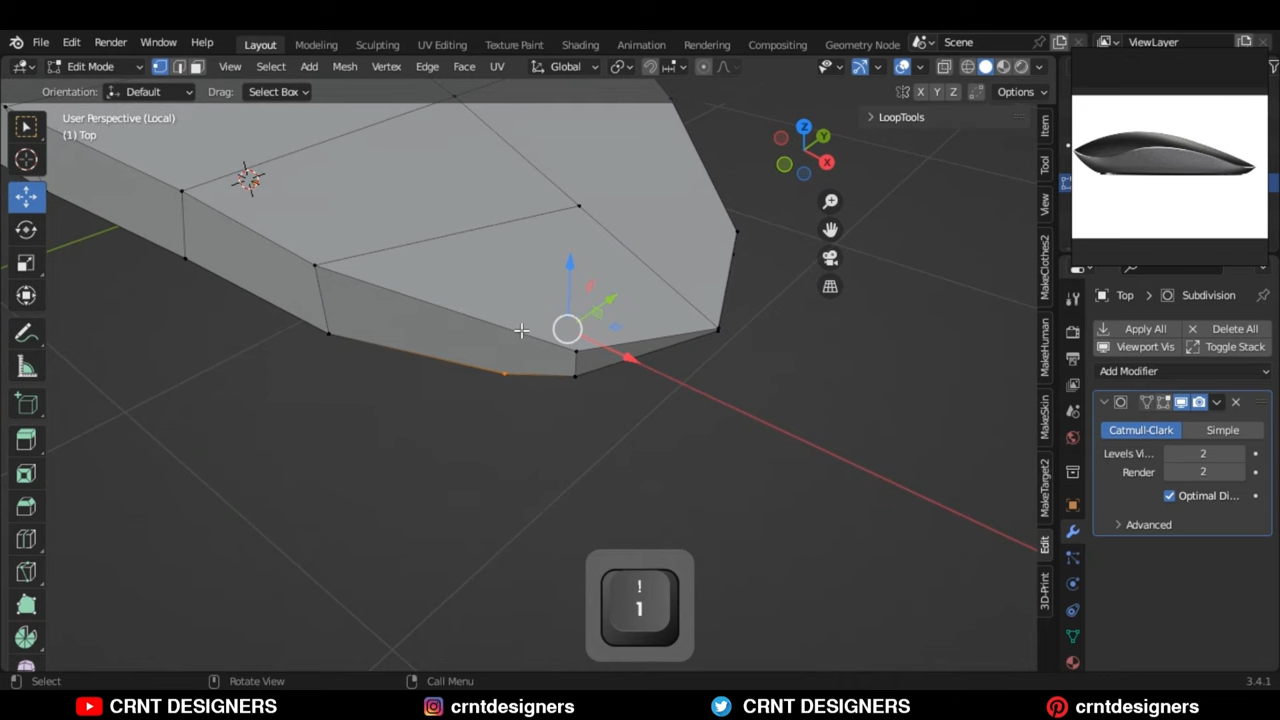 File Edit Render Window Help Layout Modeling Sculpting UV Editing Texture Paint Shading Animation Rendering Compositing Geometry Node Scene ViewLayer
Edit Mode View Select Add Mesh Vertex Edge Face UV Global
Orientation: Default Drag: Select Box X Y Z Options
User Perspective (Local)
(1) Top
LoopTools
Z
Y
X
Item
Tool
View
MakeClothes2
MakeHuman
MakeSkin
MakeTarget2
Edit
3D-Print
Top Subdivision
Apply All Delete All
Viewport Vis Toggle Stack
Add Modifier
Catmull-Clark Simple
Levels Vi... 2
Render 2
Optimal Di...
Advanced
!
1
Select Rotate View Call Menu 3.4.1
CRNT DESIGNERS crntdesigners CRNT DESIGNERS crntdesigners